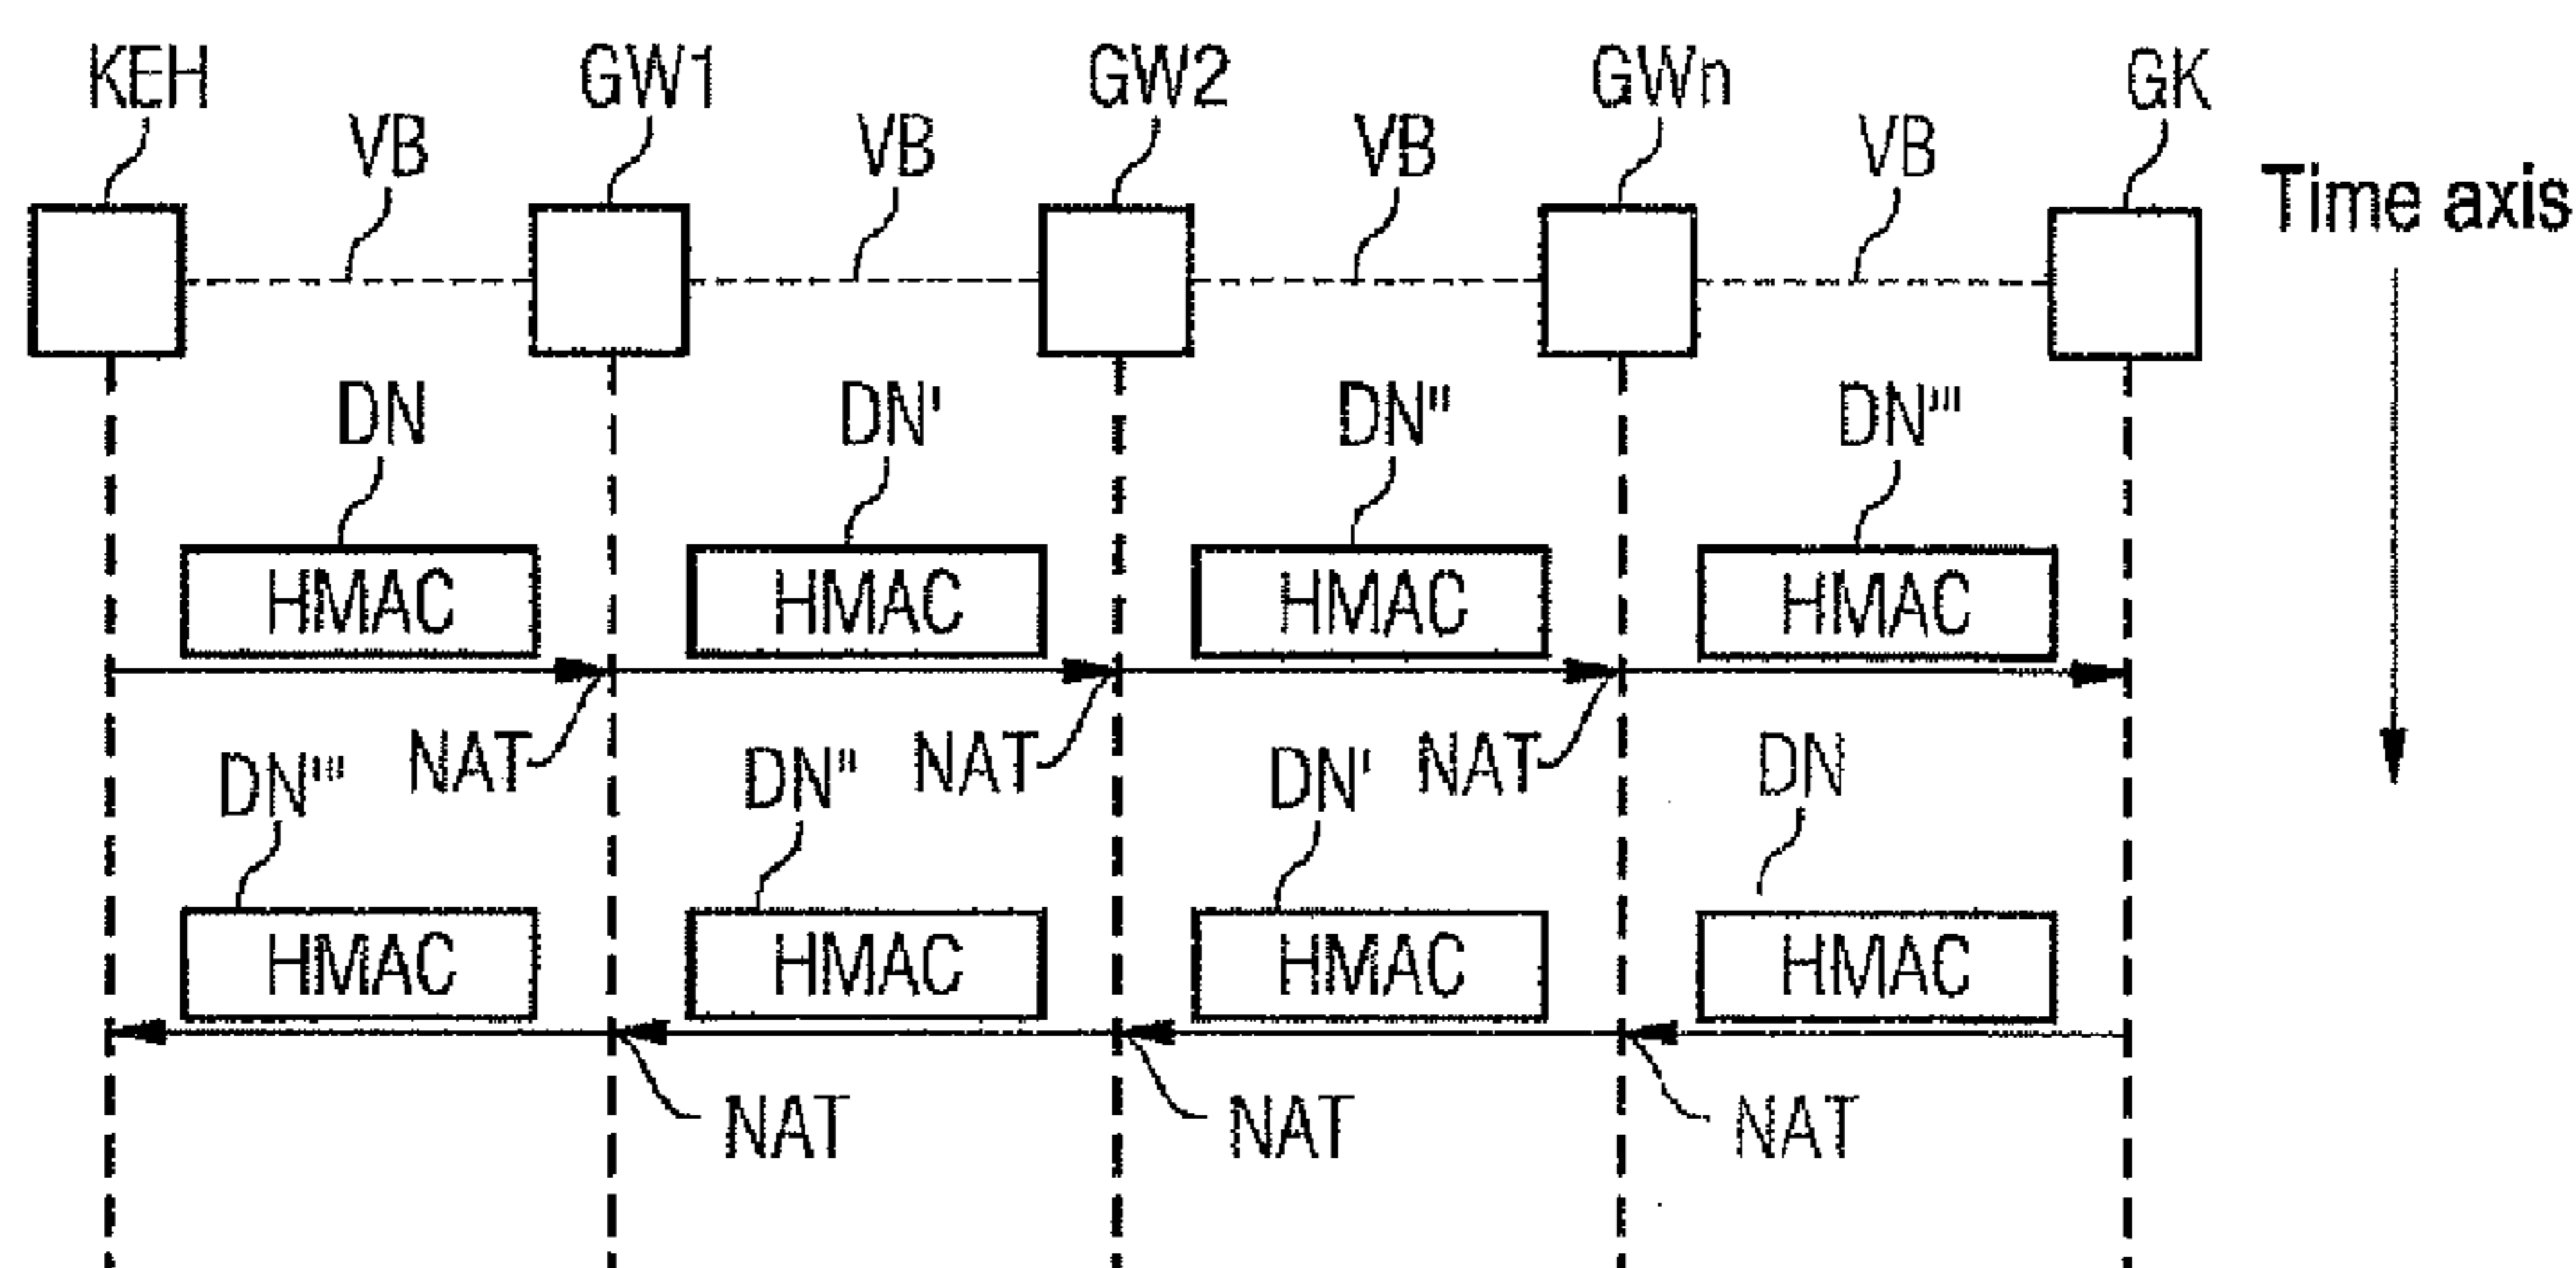 KEH GW1 GW2 GWn GK
VB VB VB VB
Time axis
DN DN' DN" DN'"
HMAC HMAC HMAC HMAC
NAT NAT NAT
DN'" DN" DN' DN
HMAC HMAC HMAC HMAC
NAT NAT NAT